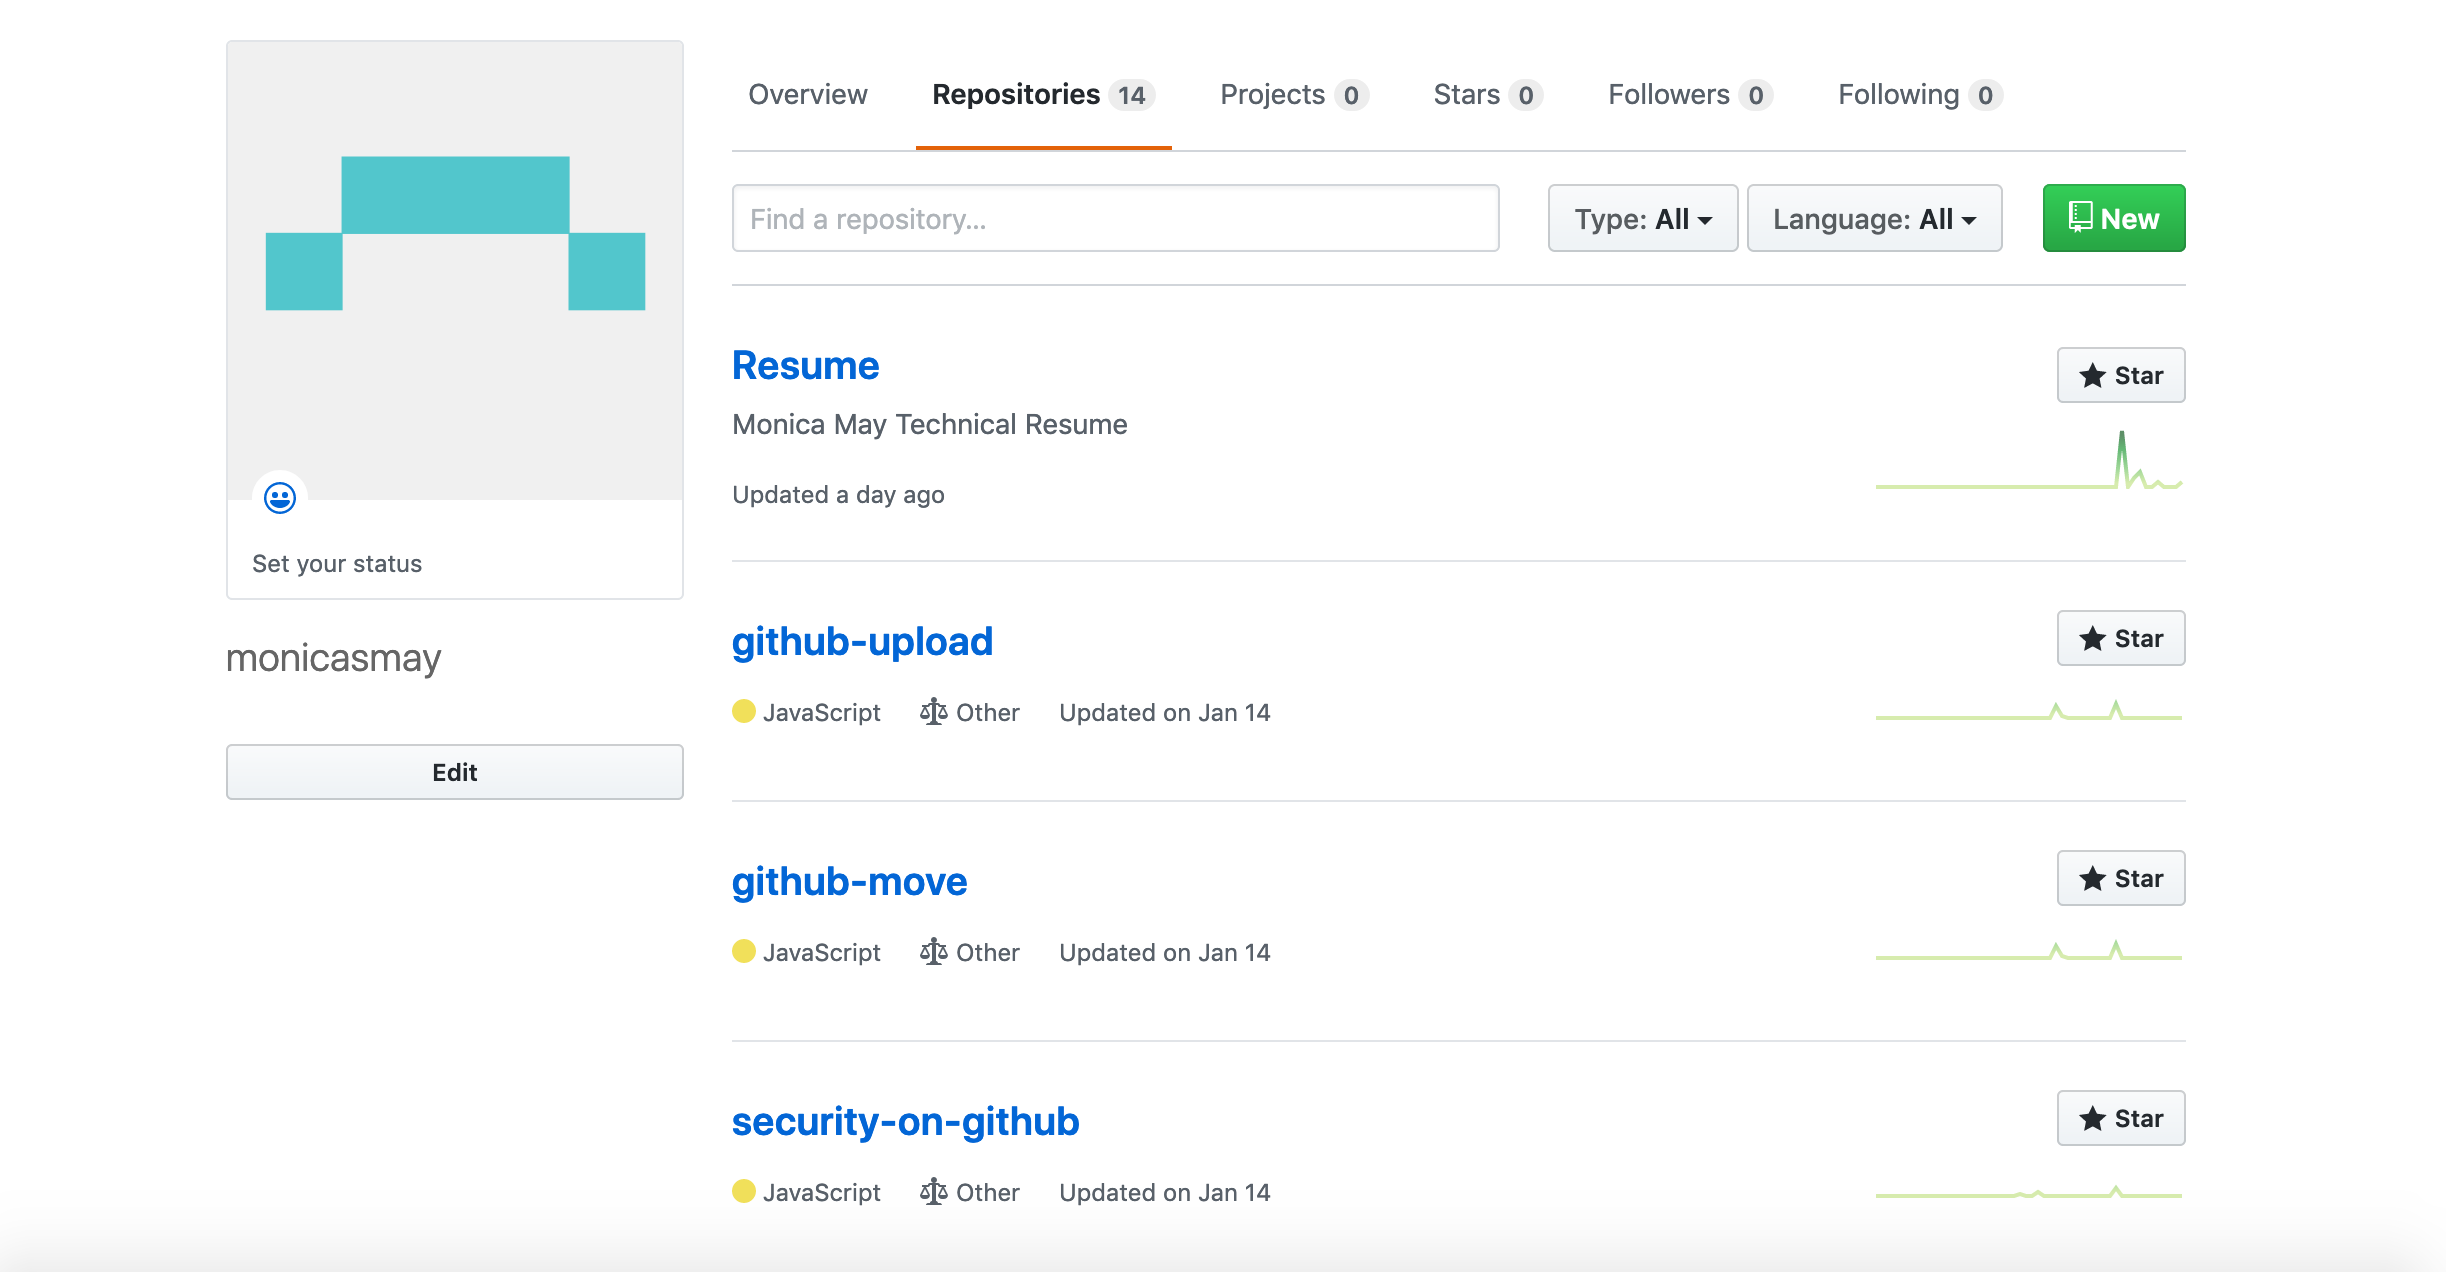 Overview Repositories 14 Projects 0 Stars 0 Followers 0 Following 0
Find a repository... Type: All Language: All New
Resume Star
Monica May Technical Resume
Updated a day ago
Set your status
monicasmay
Edit
github-upload Star
JavaScript Other Updated on Jan 14
github-move Star
JavaScript Other Updated on Jan 14
security-on-github Star
JavaScript Other Updated on Jan 14